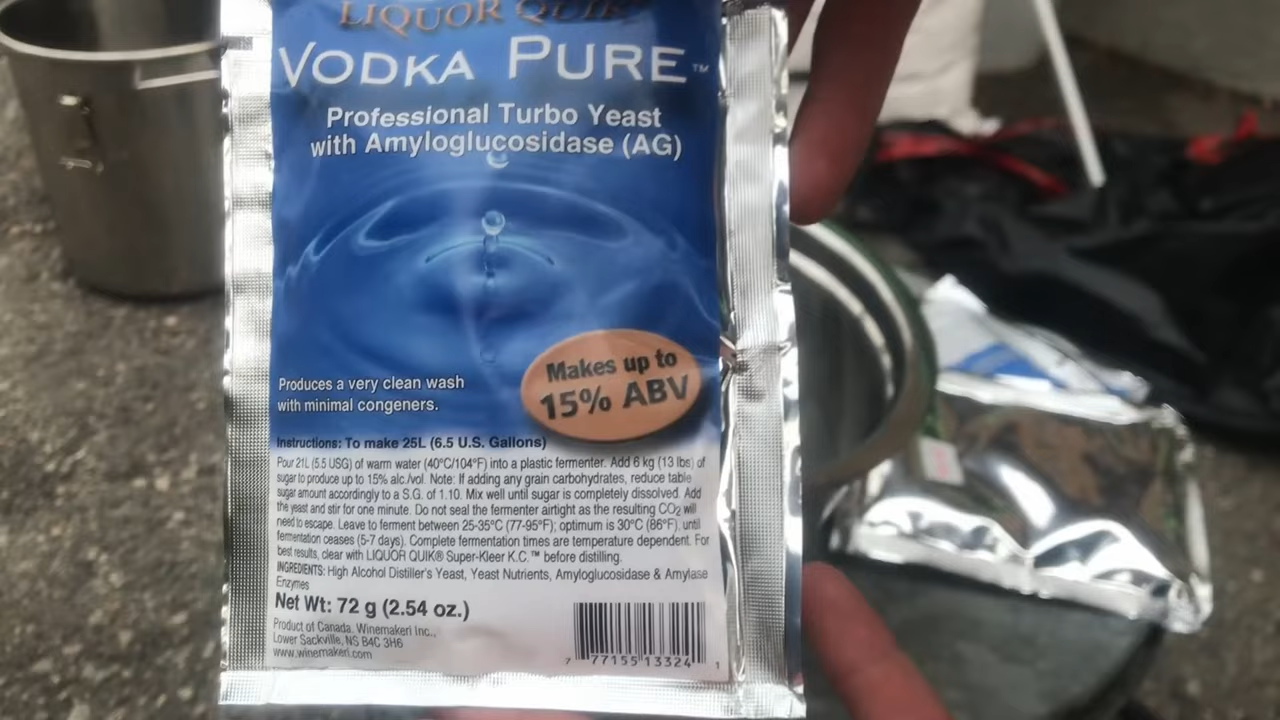 LIQUOR QUIK
VODKA PURE™
Professional Turbo Yeast
with Amyloglucosidase (AG)
Makes up to
15% ABV
Produces a very clean wash
with minimal congeners.
Instructions: To make 25L (6.5 U.S. Gallons)
Pour 21L (5.5 USG) of warm water (40°C/104°F) into a plastic fermenter. Add 6 kg (13 lbs) of
sugar to produce up to 15% alc./vol. Note: If adding any grain carbohydrates, reduce table
sugar amount accordingly to a S.G. of 1.10. Mix well until sugar is completely dissolved. Add
the yeast and stir for one minute. Do not seal the fermenter airtight as the resulting CO2 will
need to escape. Leave to ferment between 25-35°C (77-95°F); optimum is 30°C (86°F), until
fermentation ceases (5-7 days). Complete fermentation times are temperature dependent. For
best results, clear with LIQUOR QUIK® Super-Kleer K.C.™ before distilling.
INGREDIENTS: High Alcohol Distiller's Yeast, Yeast Nutrients, Amyloglucosidase & Amylase
Enzymes
Net Wt: 72 g (2.54 oz.)
Product of Canada. Winemakeri Inc.,
Lower Sackville, NS B4C 3H6
www.winemakeri.com
7 77155 13324 1